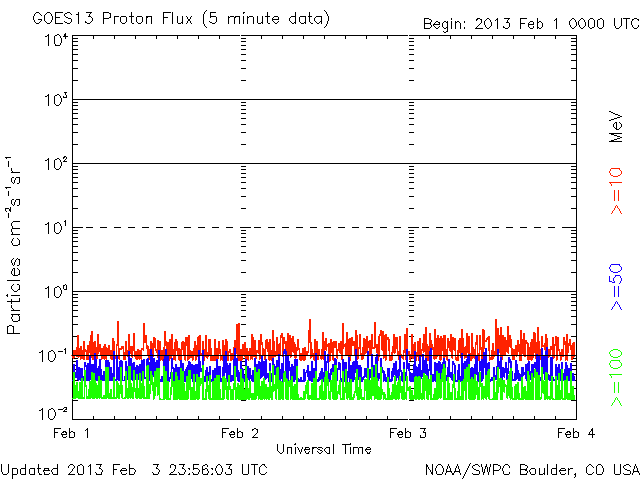 GOES13 Proton Flux (5 minute data)
Begin: 2013 Feb 1 0000 UTC
10⁴
10³
10²
10¹
10⁰
10⁻¹
10⁻²
Particles cm⁻²s⁻¹sr⁻¹
Feb 1
Feb 2
Feb 3
Feb 4
Universal Time
MeV
>=10
>=50
>=100
Updated 2013 Feb 3 23:56:03 UTC
NOAA/SWPC Boulder, CO USA